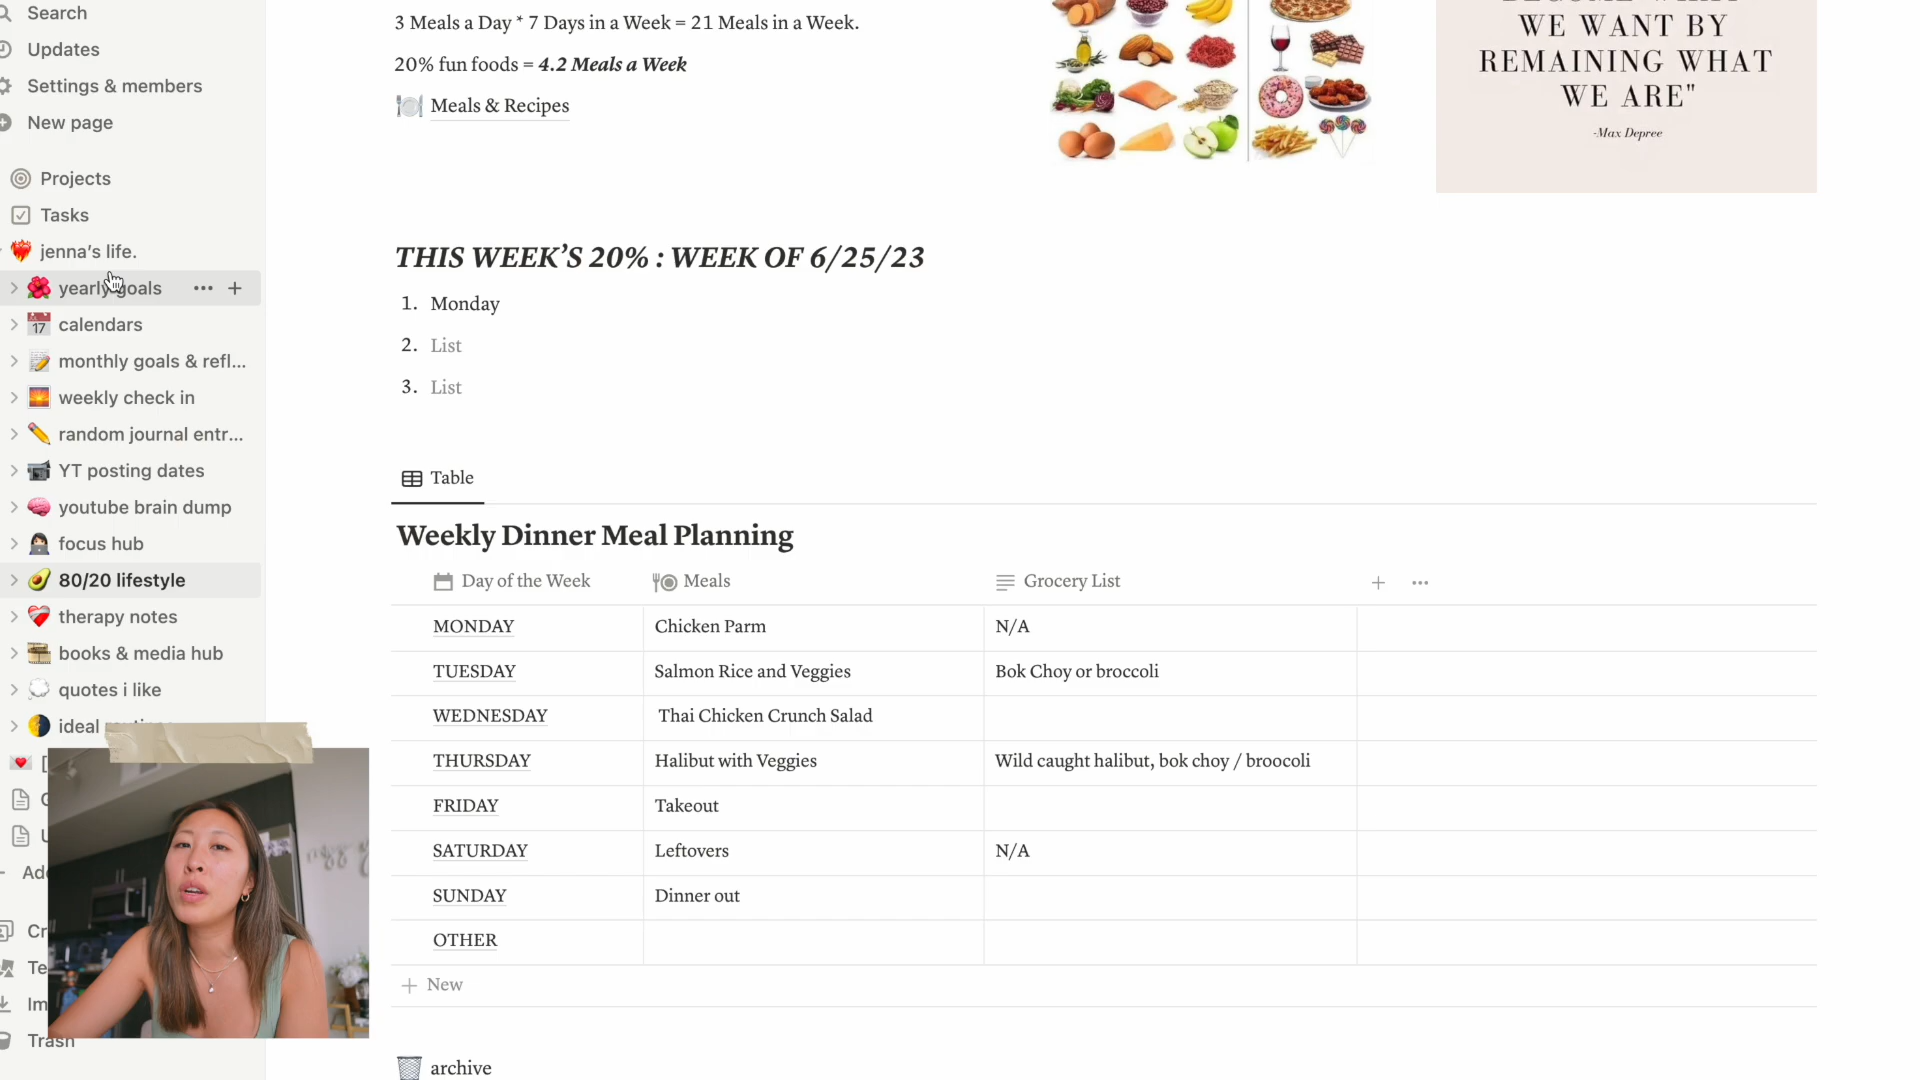 Search
Updates
Settings & members
New page
Projects
Tasks
jenna's life.
yearly goals
calendars
17
monthly goals & refl...
weekly check in
random journal entr...
YT posting dates
youtube brain dump
focus hub
80/20 lifestyle
therapy notes
books & media hub
quotes i like
ideal
Trash
3 Meals a Day * 7 Days in a Week = 21 Meals in a Week.
20% fun foods = 4.2 Meals a Week
Meals & Recipes
WE WANT BY
REMAINING WHAT
WE ARE"
-Max Depree
THIS WEEK'S 20% : WEEK OF 6/25/23
1. Monday
2. List
3. List
Table
Weekly Dinner Meal Planning
Day of the Week Meals Grocery List
MONDAY Chicken Parm N/A
TUESDAY Salmon Rice and Veggies Bok Choy or broccoli
WEDNESDAY Thai Chicken Crunch Salad
THURSDAY Halibut with Veggies Wild caught halibut, bok choy / broocoli
FRIDAY Takeout
SATURDAY Leftovers N/A
SUNDAY Dinner out
OTHER
+ New
archive